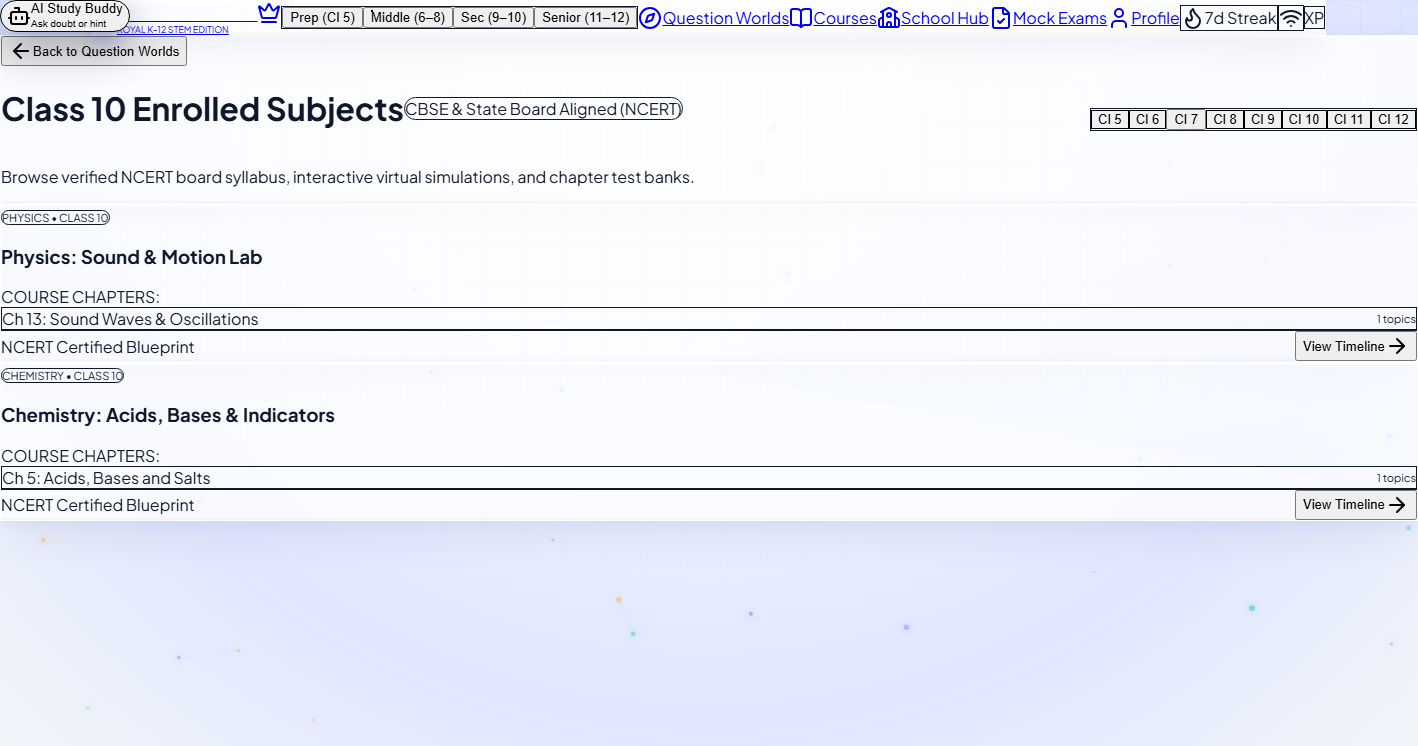 AI Study Buddy
Ask doubt or hint
ROYAL K-12 STEM EDITION
Prep (Cl 5) Middle (6–8) Sec (9–10) Senior (11–12) Question Worlds Courses School Hub Mock Exams Profile 7d Streak XP
Back to Question Worlds
Class 10 Enrolled Subjects CBSE & State Board Aligned (NCERT)
Cl 5 Cl 6 Cl 7 Cl 8 Cl 9 Cl 10 Cl 11 Cl 12
Browse verified NCERT board syllabus, interactive virtual simulations, and chapter test banks.
PHYSICS • CLASS 10
Physics: Sound & Motion Lab
COURSE CHAPTERS:
Ch 13: Sound Waves & Oscillations 1 topics
NCERT Certified Blueprint View Timeline
CHEMISTRY • CLASS 10
Chemistry: Acids, Bases & Indicators
COURSE CHAPTERS:
Ch 5: Acids, Bases and Salts 1 topics
NCERT Certified Blueprint View Timeline